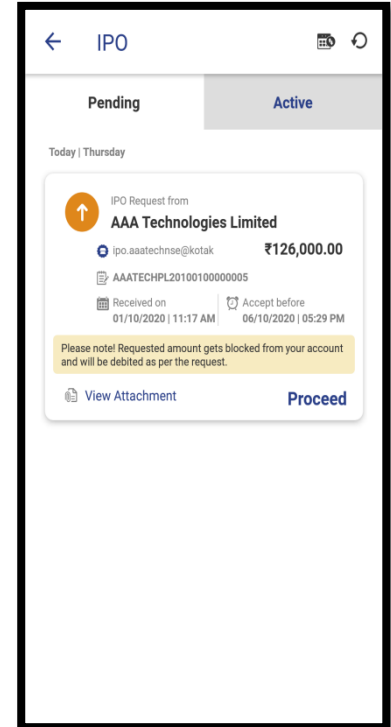 IPO
Pending Active
Today | Thursday
IPO Request from
AAA Technologies Limited
ipo.aaatechnse@kotak ₹126,000.00
AAATECHPL20100100000005
Received on Accept before
01/10/2020 | 11:17 AM 06/10/2020 | 05:29 PM
Please note! Requested amount gets blocked from your account
and will be debited as per the request.
View Attachment Proceed